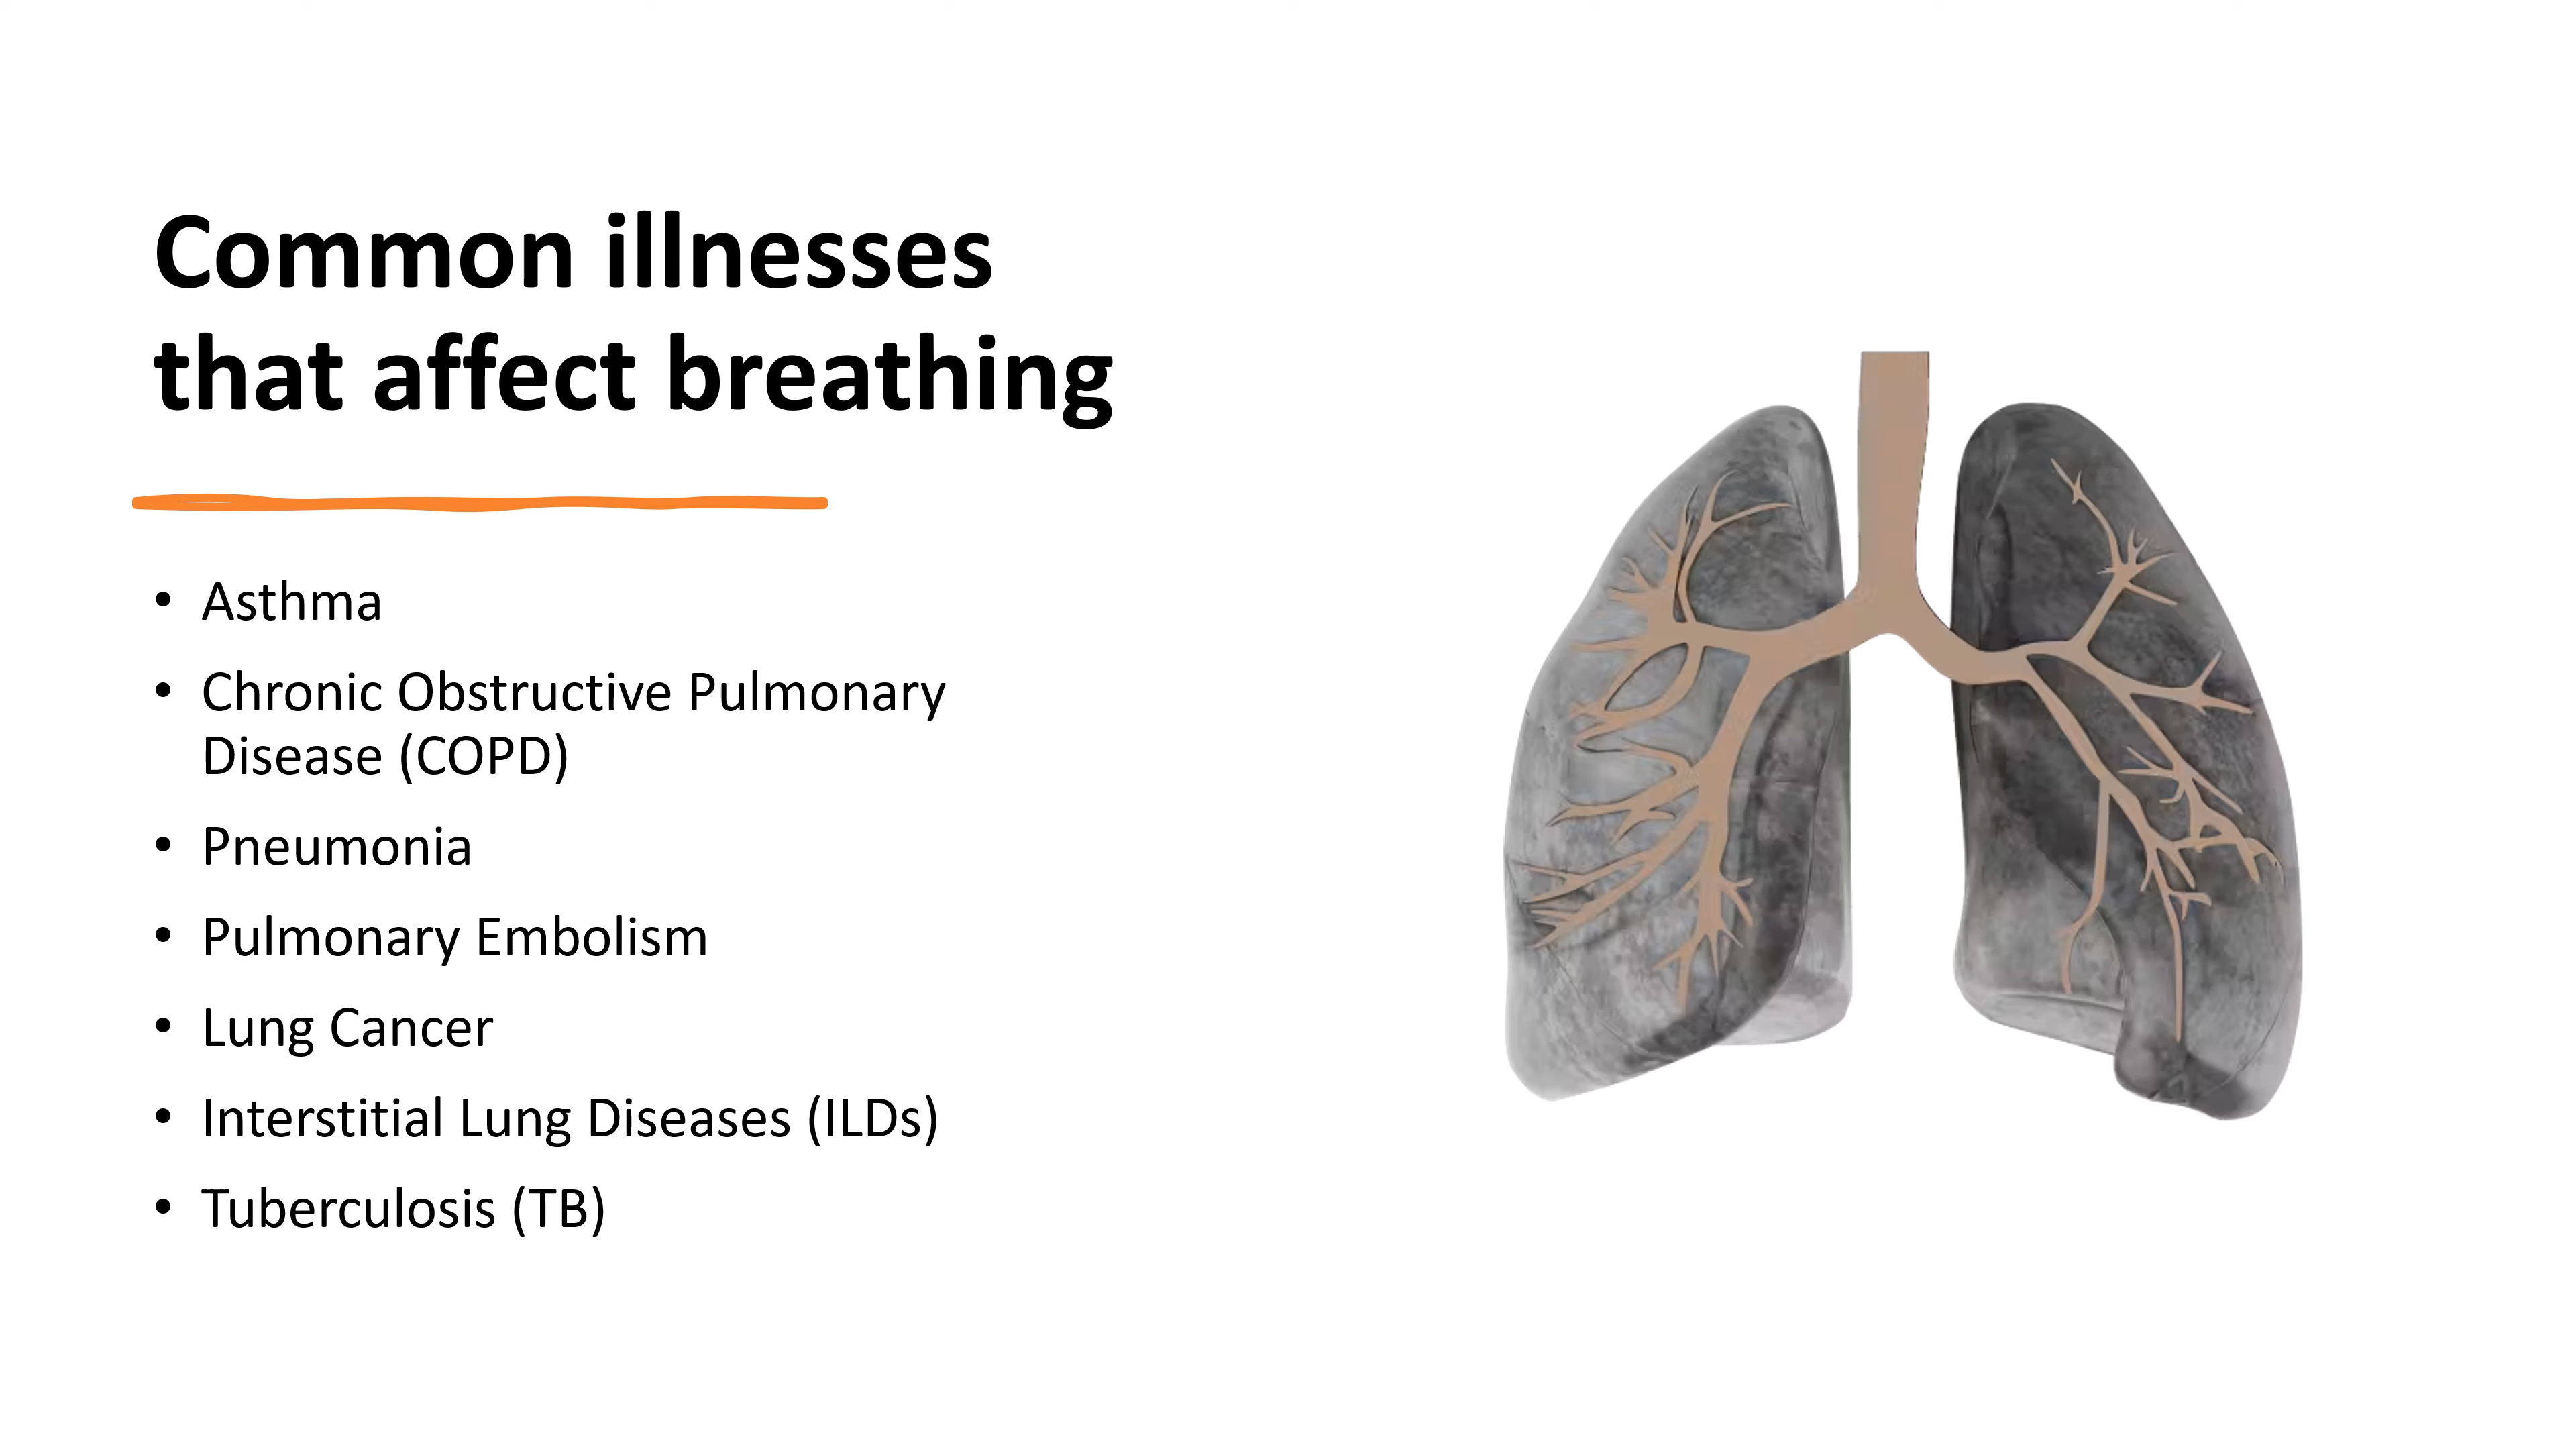 Common illnesses
that affect breathing
• Asthma
• Chronic Obstructive Pulmonary
Disease (COPD)
• Pneumonia
• Pulmonary Embolism
• Lung Cancer
• Interstitial Lung Diseases (ILDs)
• Tuberculosis (TB)